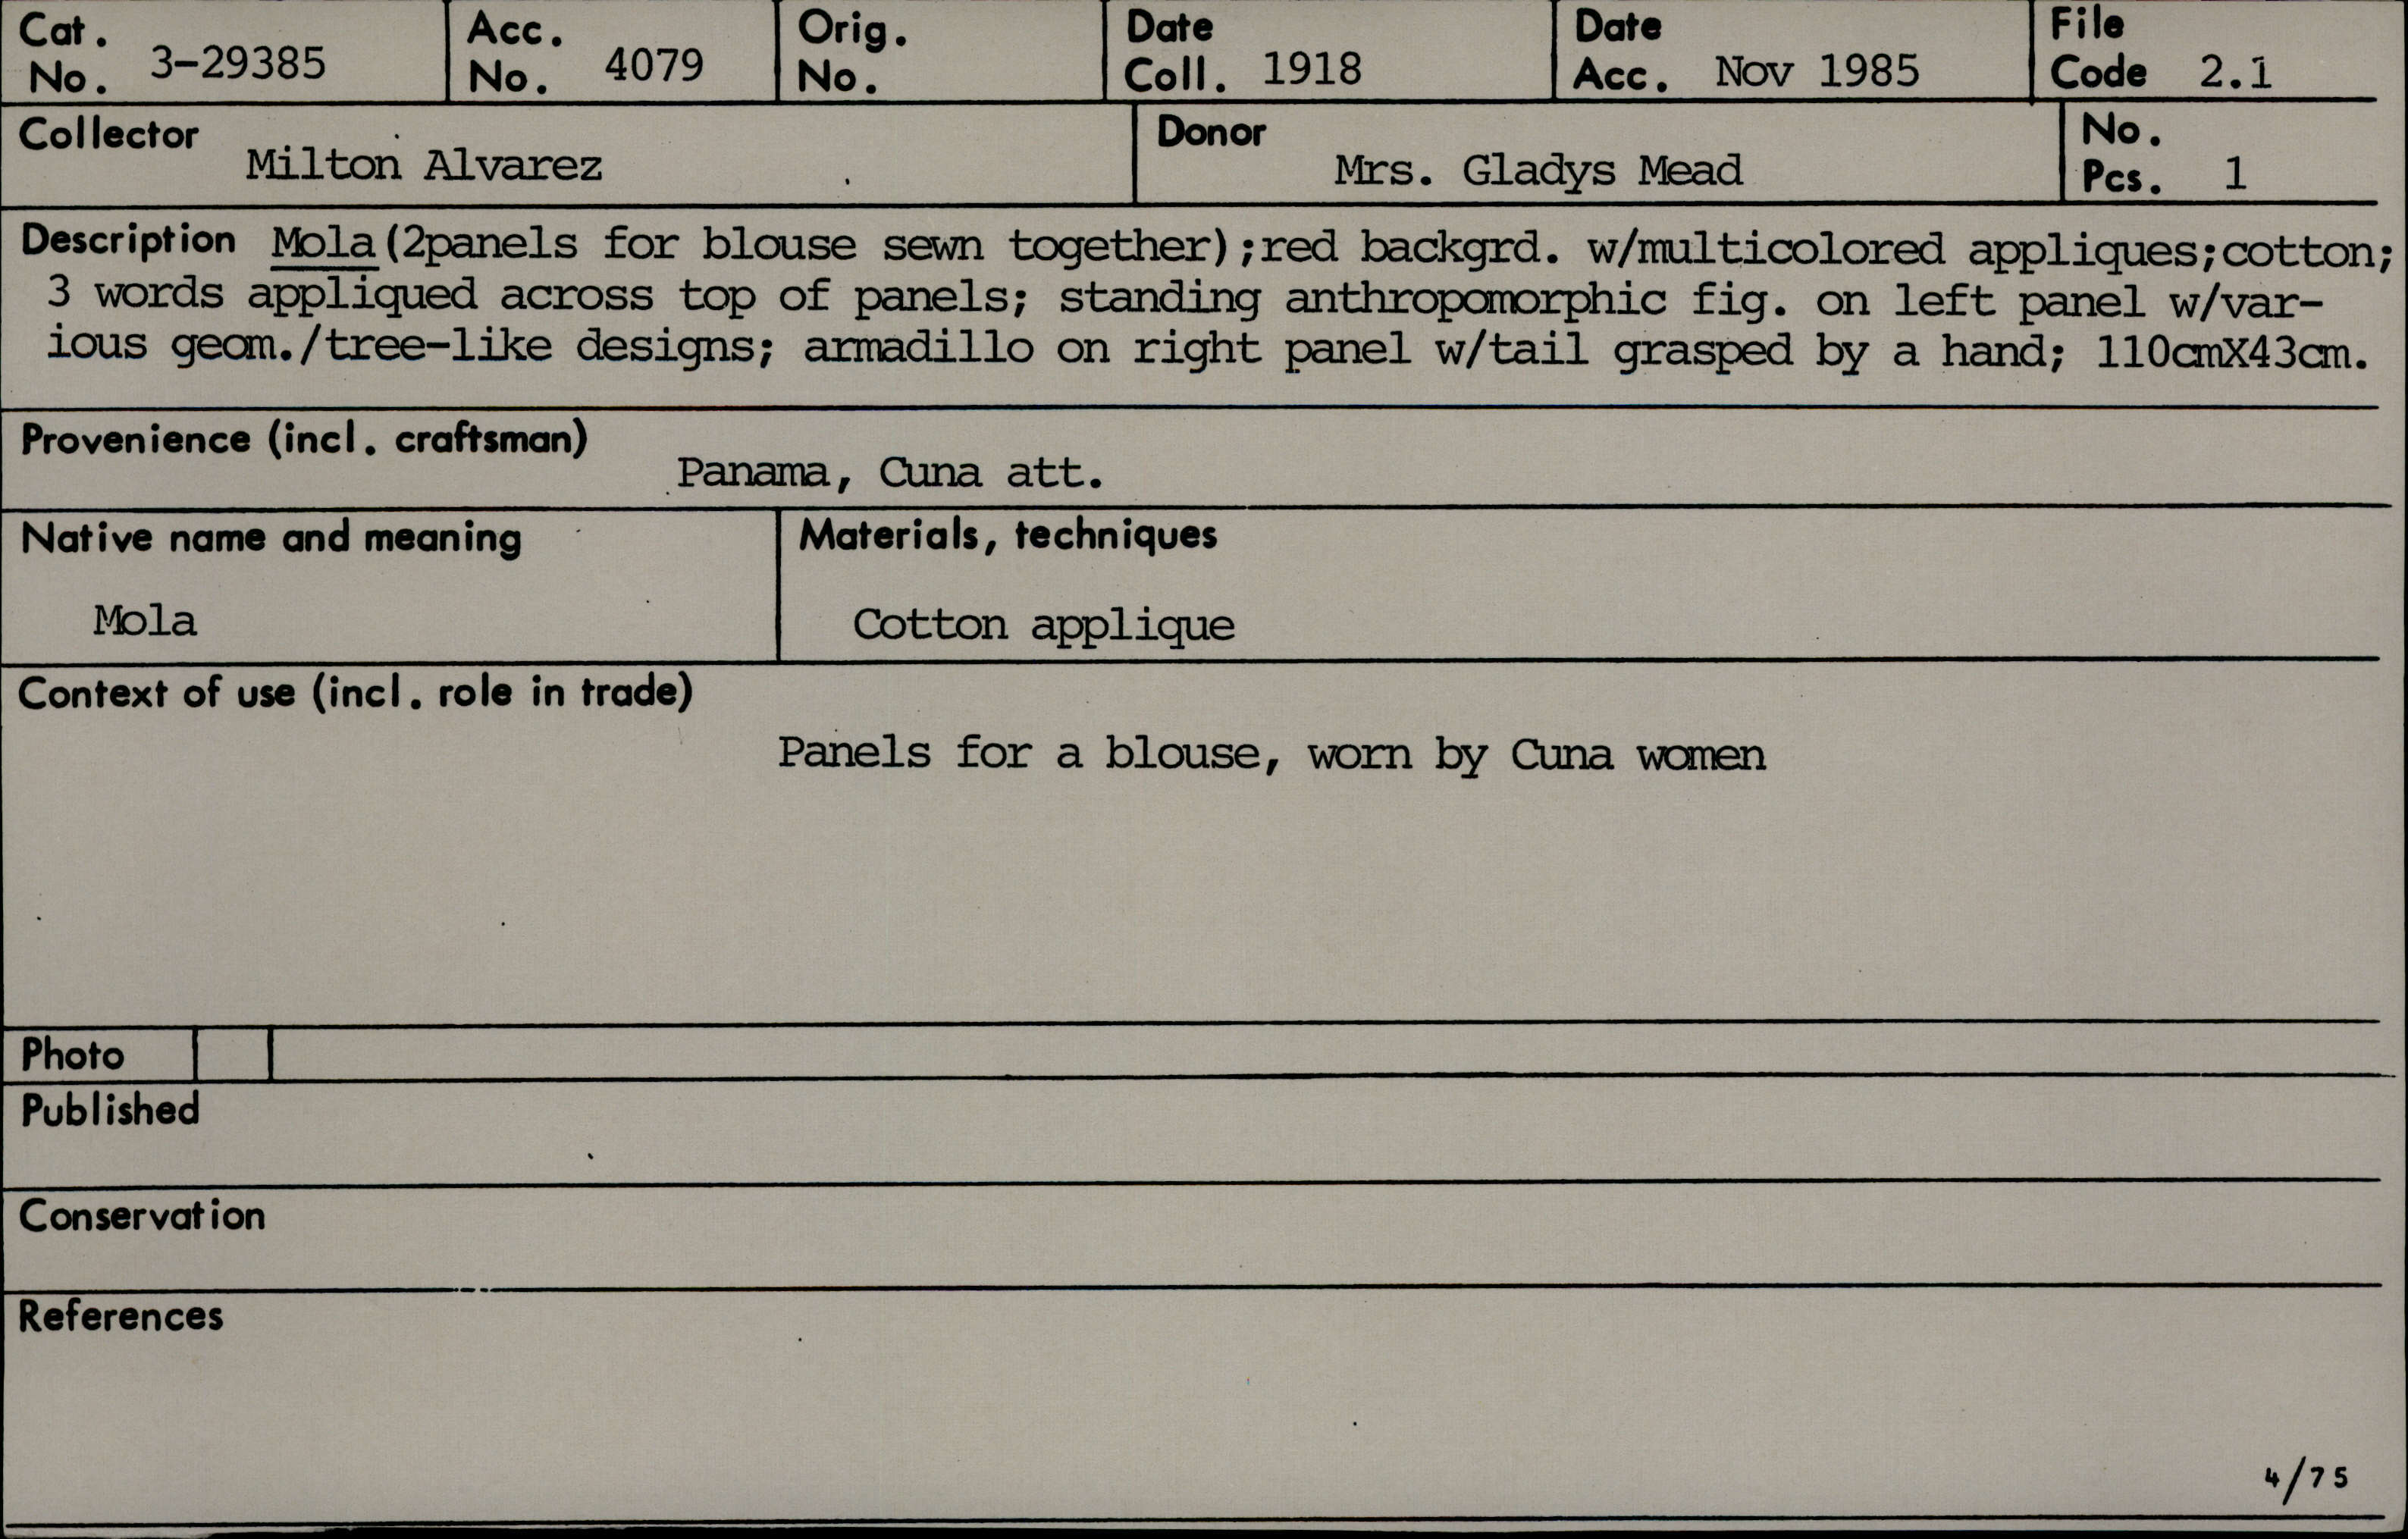 Cat. No. 3-29385 Acc. No. 4079 Orig. No. Date Coll. 1918 Date Acc. Nov 1985 File Code 2.1
Collector Milton Alvarez Donor Mrs. Gladys Mead No. Pcs. 1
Description Mola(2panels for blouse sewn together);red backgrd. w/multicolored appliques;cotton;
3 words appliqued across top of panels; standing anthropomorphic fig. on left panel w/var-
ious geom./tree-like designs; armadillo on right panel w/tail grasped by a hand; 110cmX43cm.
Provenience (incl. craftsman)
Panama, Cuna att.
Native name and meaning
Mola
Materials, techniques
Cotton applique
Context of use (incl. role in trade)
Panels for a blouse, worn by Cuna women
Photo
Published
Conservation
References
4/75